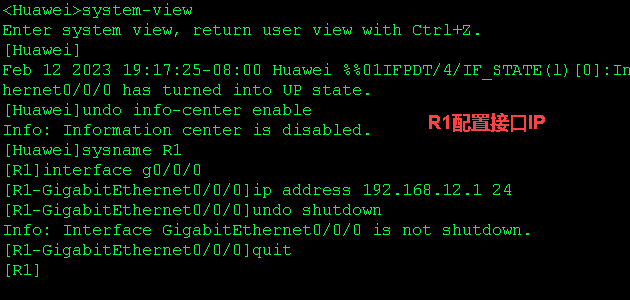 <Huawei>system-view
Enter system view, return user view with Ctrl+Z.
[Huawei]
Feb 12 2023 19:17:25-08:00 Huawei %%01IFPDT/4/IF_STATE(l)[0]:In
hernet0/0/0 has turned into UP state.
[Huawei]undo info-center enable
Info: Information center is disabled.
R1配置接口IP
[Huawei]sysname R1
[R1]interface g0/0/0
[R1-GigabitEthernet0/0/0]ip address 192.168.12.1 24
[R1-GigabitEthernet0/0/0]undo shutdown
Info: Interface GigabitEthernet0/0/0 is not shutdown.
[R1-GigabitEthernet0/0/0]quit
[R1]